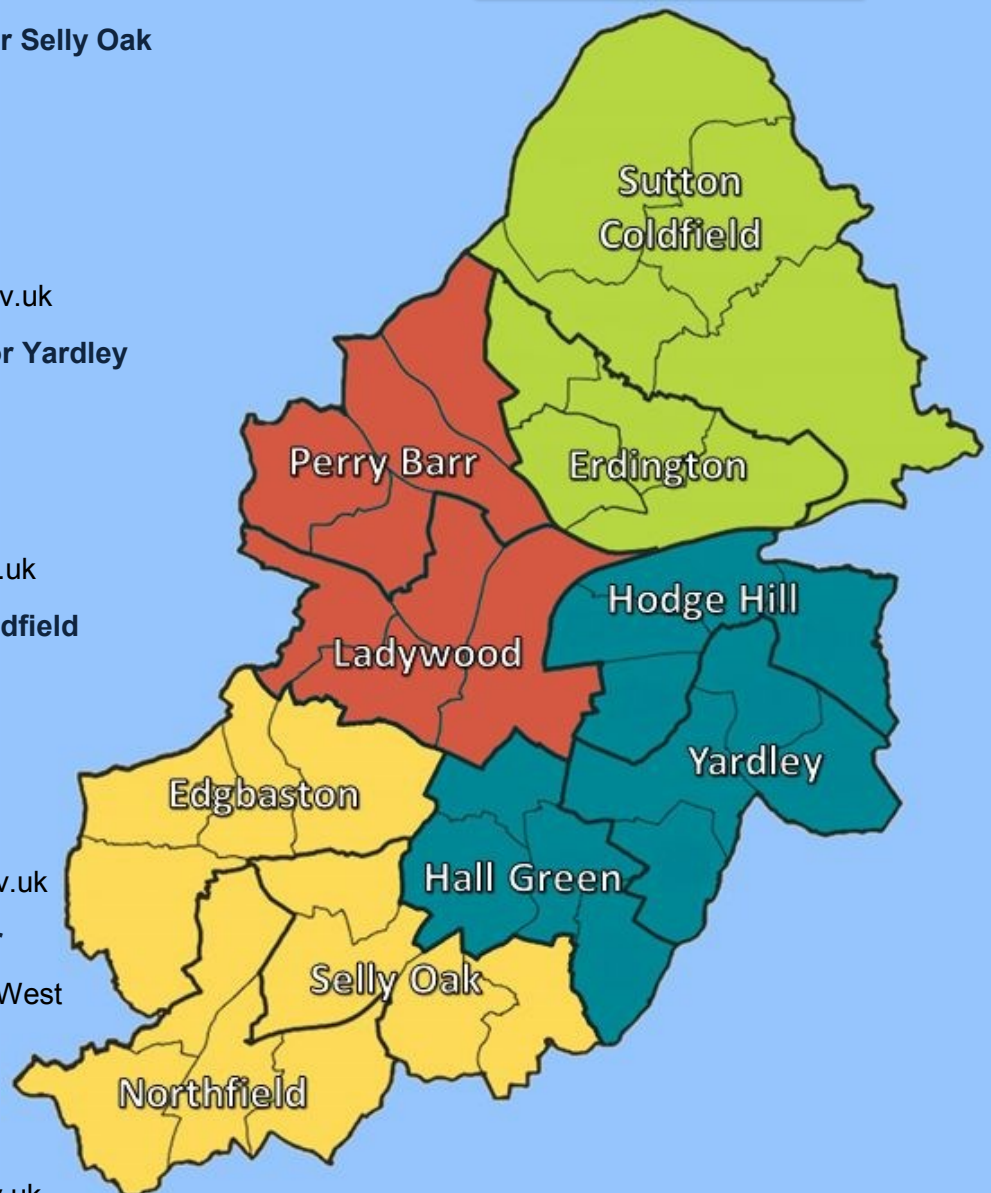 r Selly Oak
v.uk
or Yardley
.uk
dfield
v.uk
West
Sutton
Coldfield
Perry Barr
Erdington
Hodge Hill
Ladywood
Yardley
Edgbaston
Hall Green
Selly Oak
Northfield